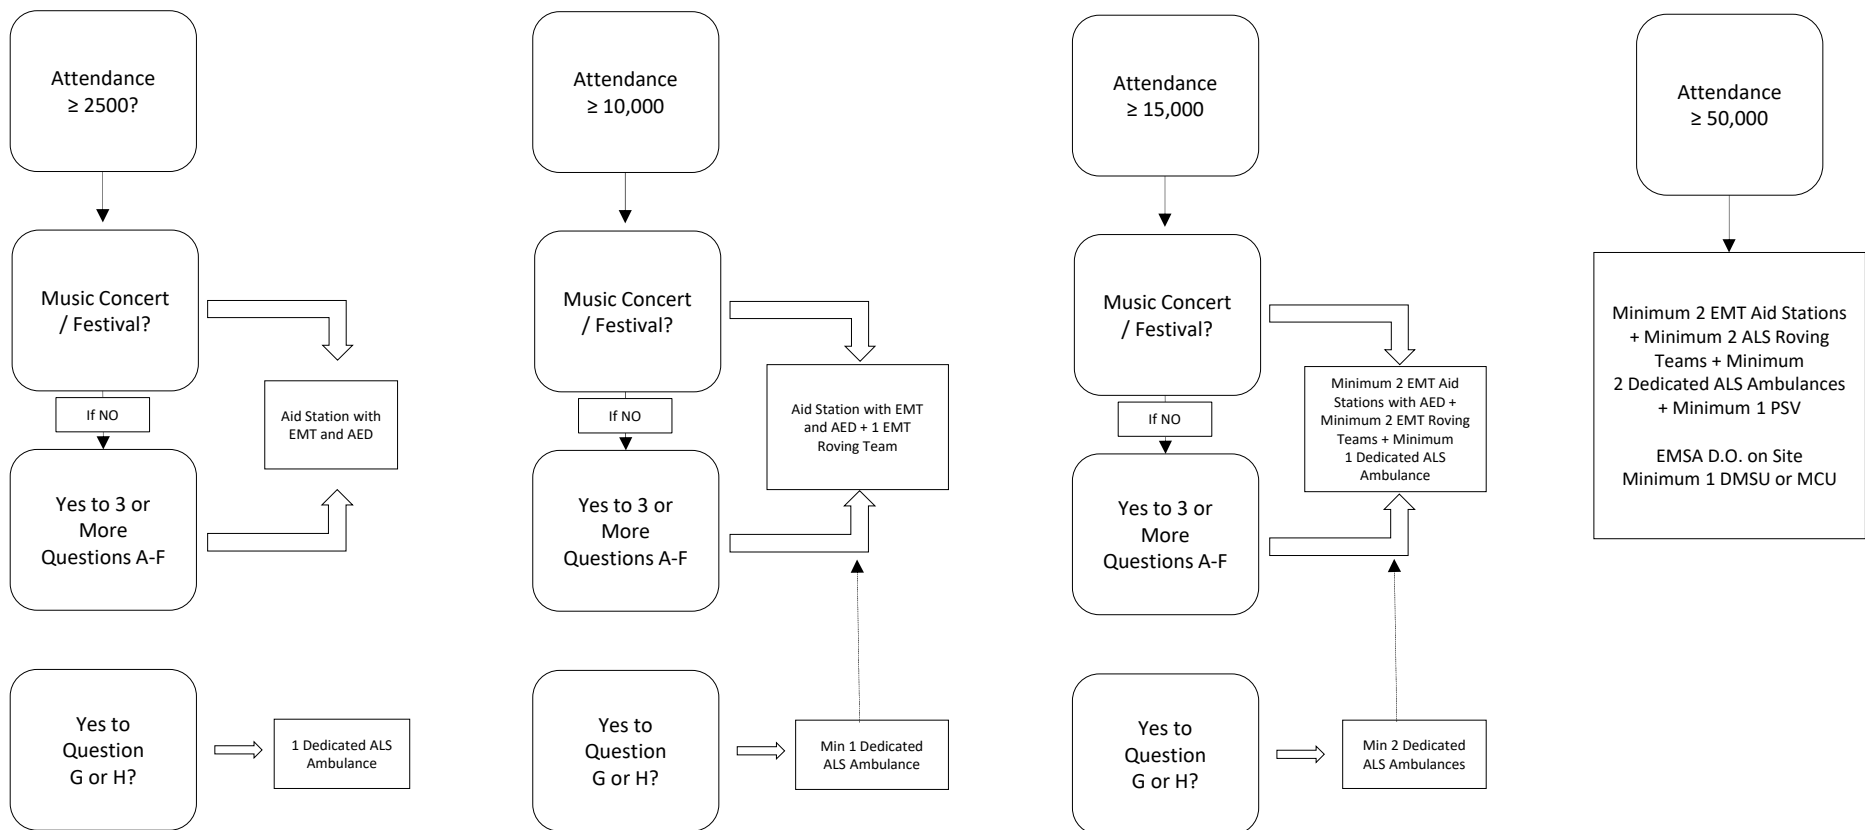 Attendance
≥ 2500?
Music Concert
/ Festival?
If NO
Yes to 3 or
More
Questions A-F
Aid Station with
EMT and AED
Yes to
Question
G or H?
1 Dedicated ALS
Ambulance
Attendance
≥ 10,000
Music Concert
/ Festival?
If NO
Yes to 3 or
More
Questions A-F
Aid Station with EMT
and AED + 1 EMT
Roving Team
Yes to
Question
G or H?
Min 1 Dedicated
ALS Ambulance
Attendance
≥ 15,000
Music Concert
/ Festival?
If NO
Yes to 3 or
More
Questions A-F
Minimum 2 EMT Aid
Stations with AED +
Minimum 2 EMT Roving
Teams + Minimum
1 Dedicated ALS
Ambulance
Yes to
Question
G or H?
Min 2 Dedicated
ALS Ambulances
Attendance
≥ 50,000
Minimum 2 EMT Aid Stations
+ Minimum 2 ALS Roving
Teams + Minimum
2 Dedicated ALS Ambulances
+ Minimum 1 PSV
EMSA D.O. on Site
Minimum 1 DMSU or MCU